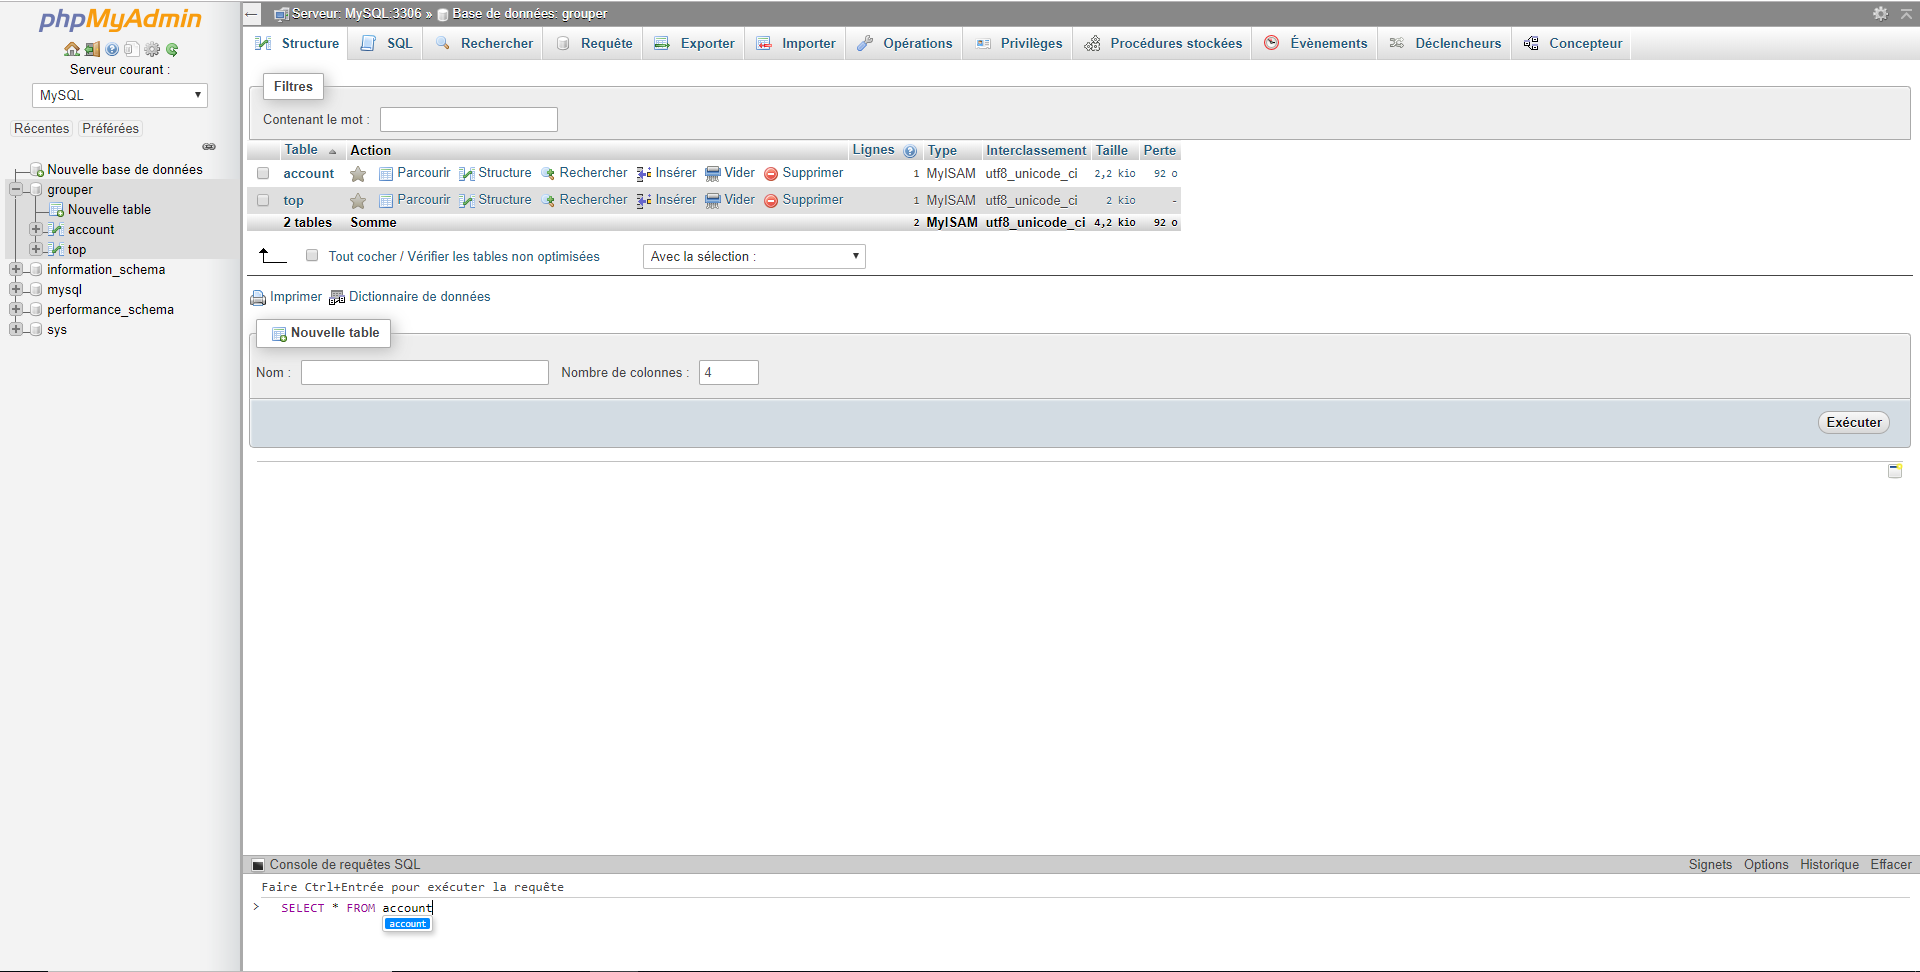 phpMyAdmin
Serveur courant :
MySQL
Récentes Préférées
Nouvelle base de données
grouper
Nouvelle table
account
top
information_schema
mysql
performance_schema
sys
Serveur: MySQL:3306 » Base de données: grouper
Structure SQL Rechercher Requête Exporter Importer Opérations Privilèges Procédures stockées Évènements Déclencheurs Concepteur
Filtres
Contenant le mot :
Table Action Lignes Type Interclassement Taille Perte
account Parcourir Structure Rechercher Insérer Vider Supprimer 1 MyISAM utf8_unicode_ci 2,2 kio 92 o
top Parcourir Structure Rechercher Insérer Vider Supprimer 1 MyISAM utf8_unicode_ci 2 kio -
2 tables Somme 2 MyISAM utf8_unicode_ci 4,2 kio 92 o
Tout cocher / Vérifier les tables non optimisées Avec la sélection :
Imprimer Dictionnaire de données
Nouvelle table
Nom : Nombre de colonnes : 4
Exécuter
Console de requêtes SQL Signets Options Historique Effacer
Faire Ctrl+Entrée pour exécuter la requête
> SELECT * FROM account
account